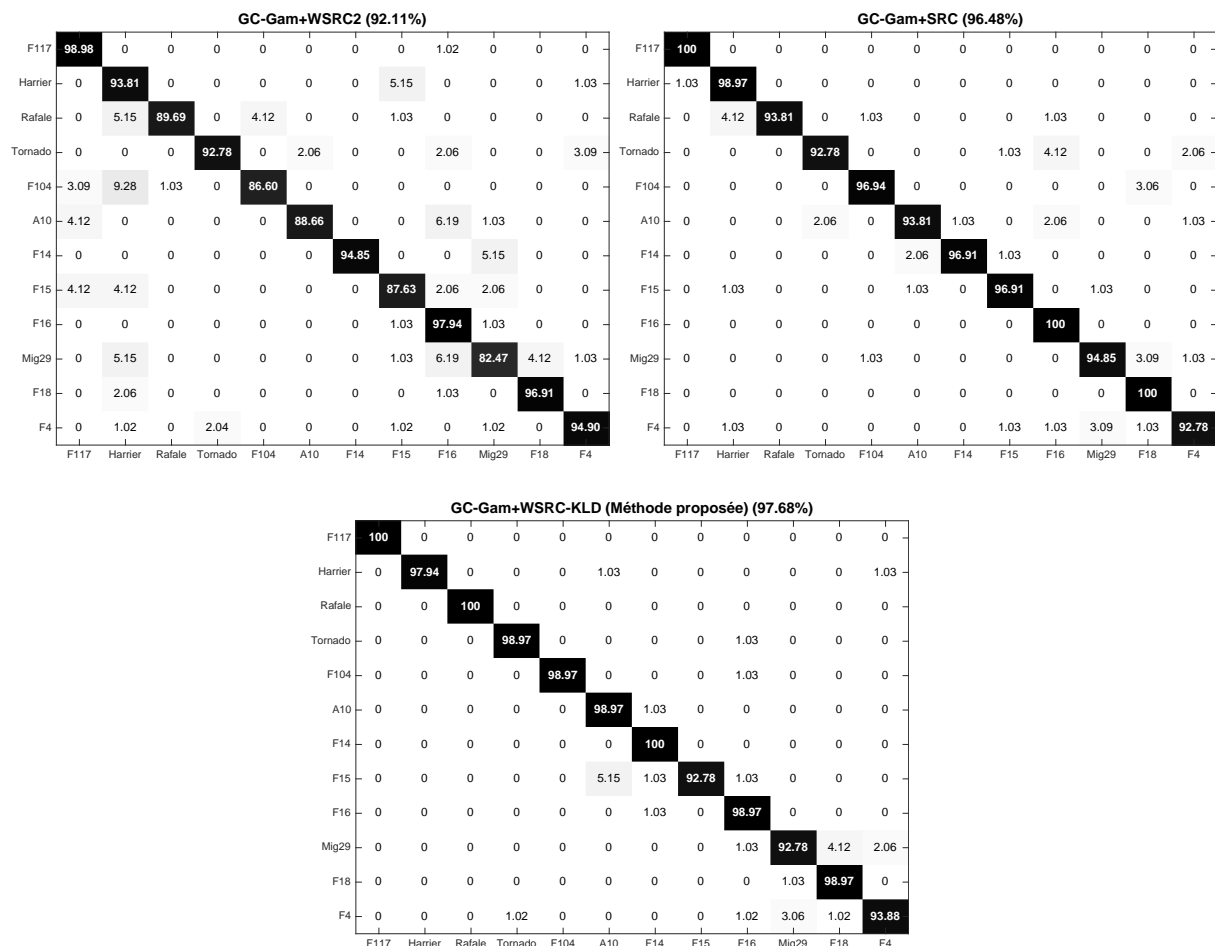 GC-Gam+WSRC2 (92.11%)
F117 98.98 0 0 0 0 0 0 0 1.02 0 0 0
Harrier 0 93.81 0 0 0 0 0 5.15 0 0 0 1.03
Rafale 0 5.15 89.69 0 4.12 0 0 1.03 0 0 0 0
Tornado 0 0 0 92.78 0 2.06 0 0 2.06 0 0 3.09
F104 3.09 9.28 1.03 0 86.60 0 0 0 0 0 0 0
A10 4.12 0 0 0 0 88.66 0 0 6.19 1.03 0 0
F14 0 0 0 0 0 0 94.85 0 0 5.15 0 0
F15 4.12 4.12 0 0 0 0 0 87.63 2.06 2.06 0 0
F16 0 0 0 0 0 0 0 1.03 97.94 1.03 0 0
Mig29 0 5.15 0 0 0 0 0 1.03 6.19 82.47 4.12 1.03
F18 0 2.06 0 0 0 0 0 0 1.03 0 96.91 0
F4 0 1.02 0 2.04 0 0 0 1.02 0 1.02 0 94.90
F117 Harrier Rafale Tornado F104 A10 F14 F15 F16 Mig29 F18 F4
GC-Gam+SRC (96.48%)
F117 100 0 0 0 0 0 0 0 0 0 0 0
Harrier 1.03 98.97 0 0 0 0 0 0 0 0 0 0
Rafale 0 4.12 93.81 0 1.03 0 0 0 1.03 0 0 0
Tornado 0 0 0 92.78 0 0 0 1.03 4.12 0 0 2.06
F104 0 0 0 0 96.94 0 0 0 0 0 3.06 0
A10 0 0 0 2.06 0 93.81 1.03 0 2.06 0 0 1.03
F14 0 0 0 0 0 2.06 96.91 1.03 0 0 0 0
F15 0 1.03 0 0 0 1.03 0 96.91 0 1.03 0 0
F16 0 0 0 0 0 0 0 0 100 0 0 0
Mig29 0 0 0 0 1.03 0 0 0 0 94.85 3.09 1.03
F18 0 0 0 0 0 0 0 0 0 0 100 0
F4 0 1.03 0 0 0 0 0 1.03 1.03 3.09 1.03 92.78
F117 Harrier Rafale Tornado F104 A10 F14 F15 F16 Mig29 F18 F4
GC-Gam+WSRC-KLD (Méthode proposée) (97.68%)
F117 100 0 0 0 0 0 0 0 0 0 0 0
Harrier 0 97.94 0 0 0 1.03 0 0 0 0 0 1.03
Rafale 0 0 100 0 0 0 0 0 0 0 0 0
Tornado 0 0 0 98.97 0 0 0 0 1.03 0 0 0
F104 0 0 0 0 98.97 0 0 0 1.03 0 0 0
A10 0 0 0 0 0 98.97 1.03 0 0 0 0 0
F14 0 0 0 0 0 0 100 0 0 0 0 0
F15 0 0 0 0 0 5.15 1.03 92.78 1.03 0 0 0
F16 0 0 0 0 0 0 1.03 0 98.97 0 0 0
Mig29 0 0 0 0 0 0 0 0 1.03 92.78 4.12 2.06
F18 0 0 0 0 0 0 0 0 0 1.03 98.97 0
F4 0 0 0 1.02 0 0 0 0 1.02 3.06 1.02 93.88
F117 Harrier Rafale Tornado F104 A10 F14 F15 F16 Mig29 F18 F4